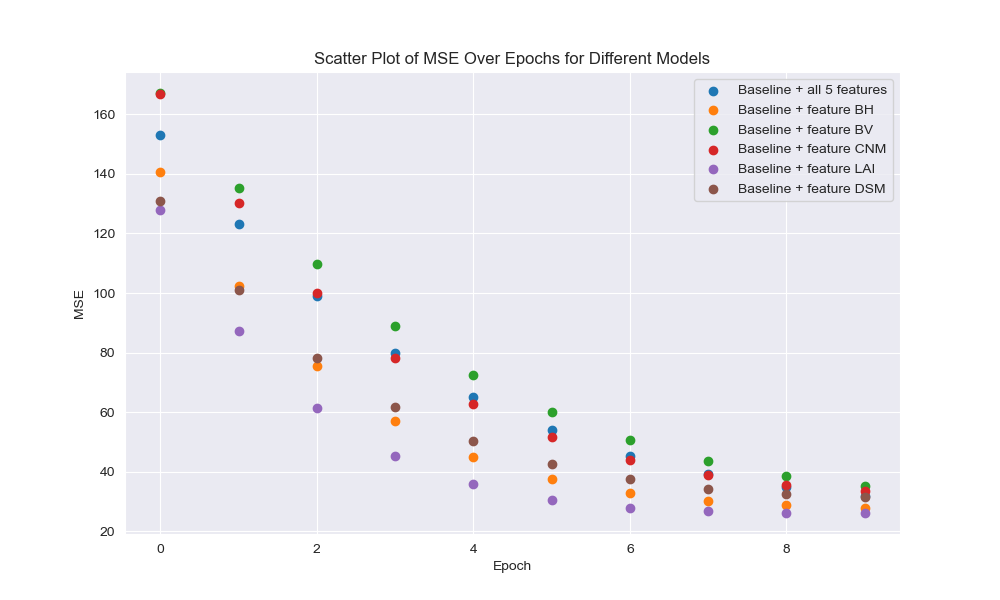 Scatter Plot of MSE Over Epochs for Different Models
Baseline + all 5 features
Baseline + feature BH
Baseline + feature BV
Baseline + feature CNM
Baseline + feature LAI
Baseline + feature DSM
MSE
160
140
120
100
80
60
40
20
0 2 4 6 8
Epoch